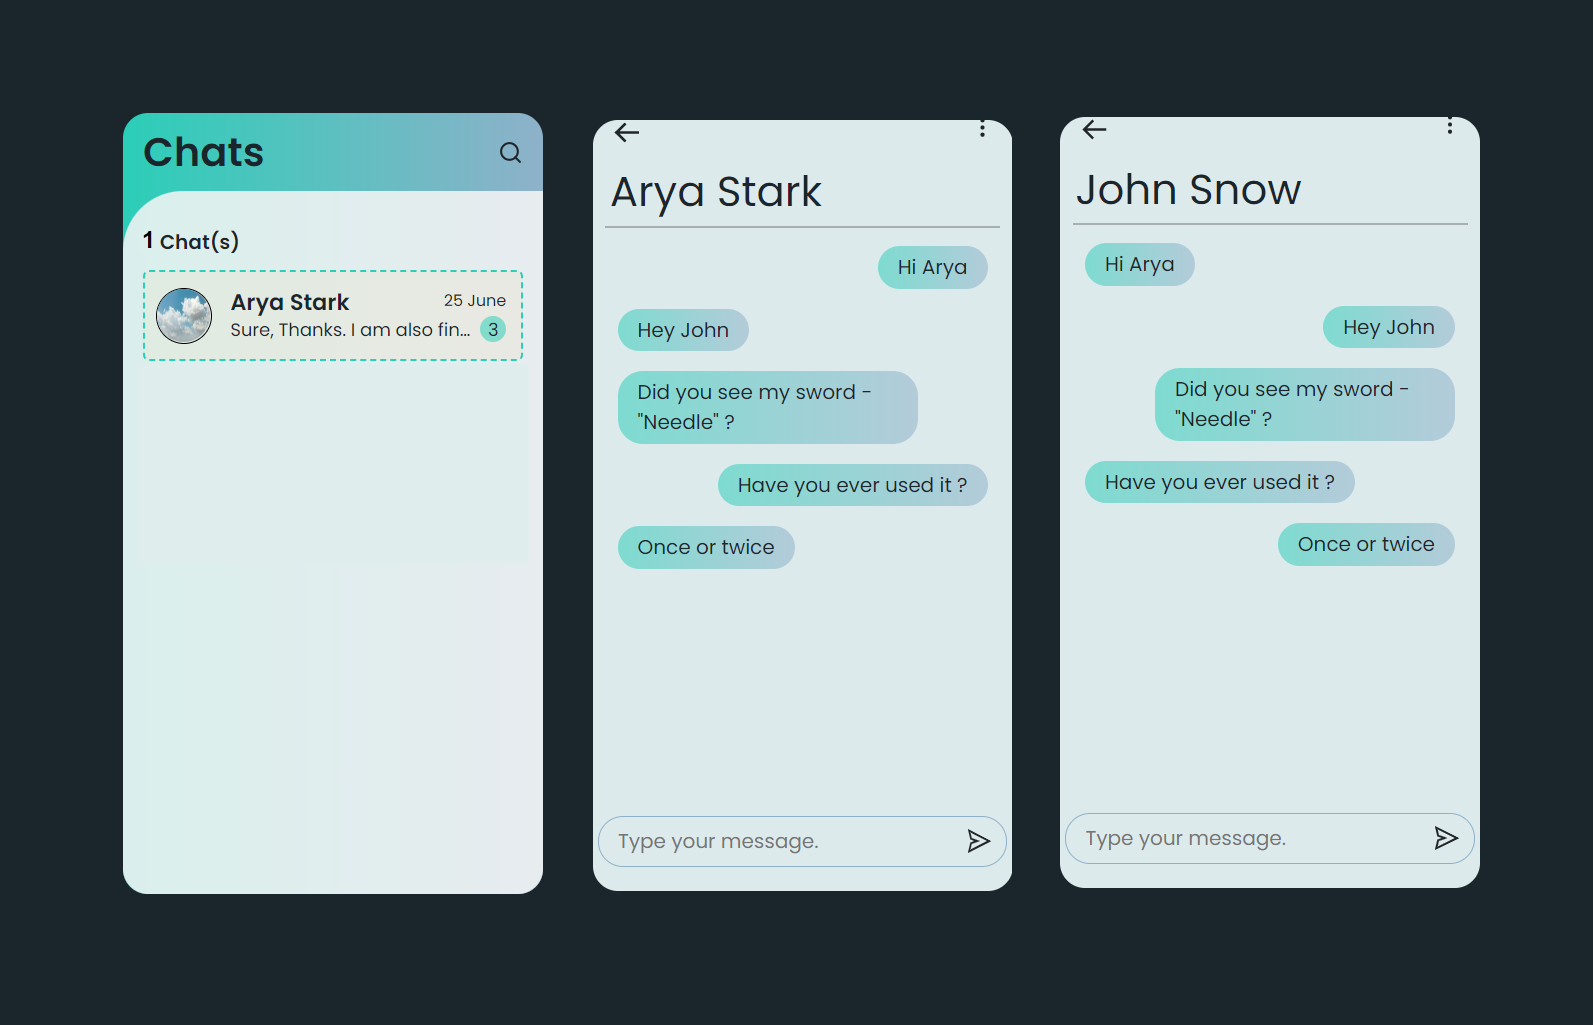 Chats
1 Chat(s)
Arya Stark
25 June
Sure, Thanks. I am also fin...
3
Arya Stark
Hi Arya
Hey John
Did you see my sword -
"Needle" ?
Have you ever used it ?
Once or twice
Type your message.
John Snow
Hi Arya
Hey John
Did you see my sword -
"Needle" ?
Have you ever used it ?
Once or twice
Type your message.